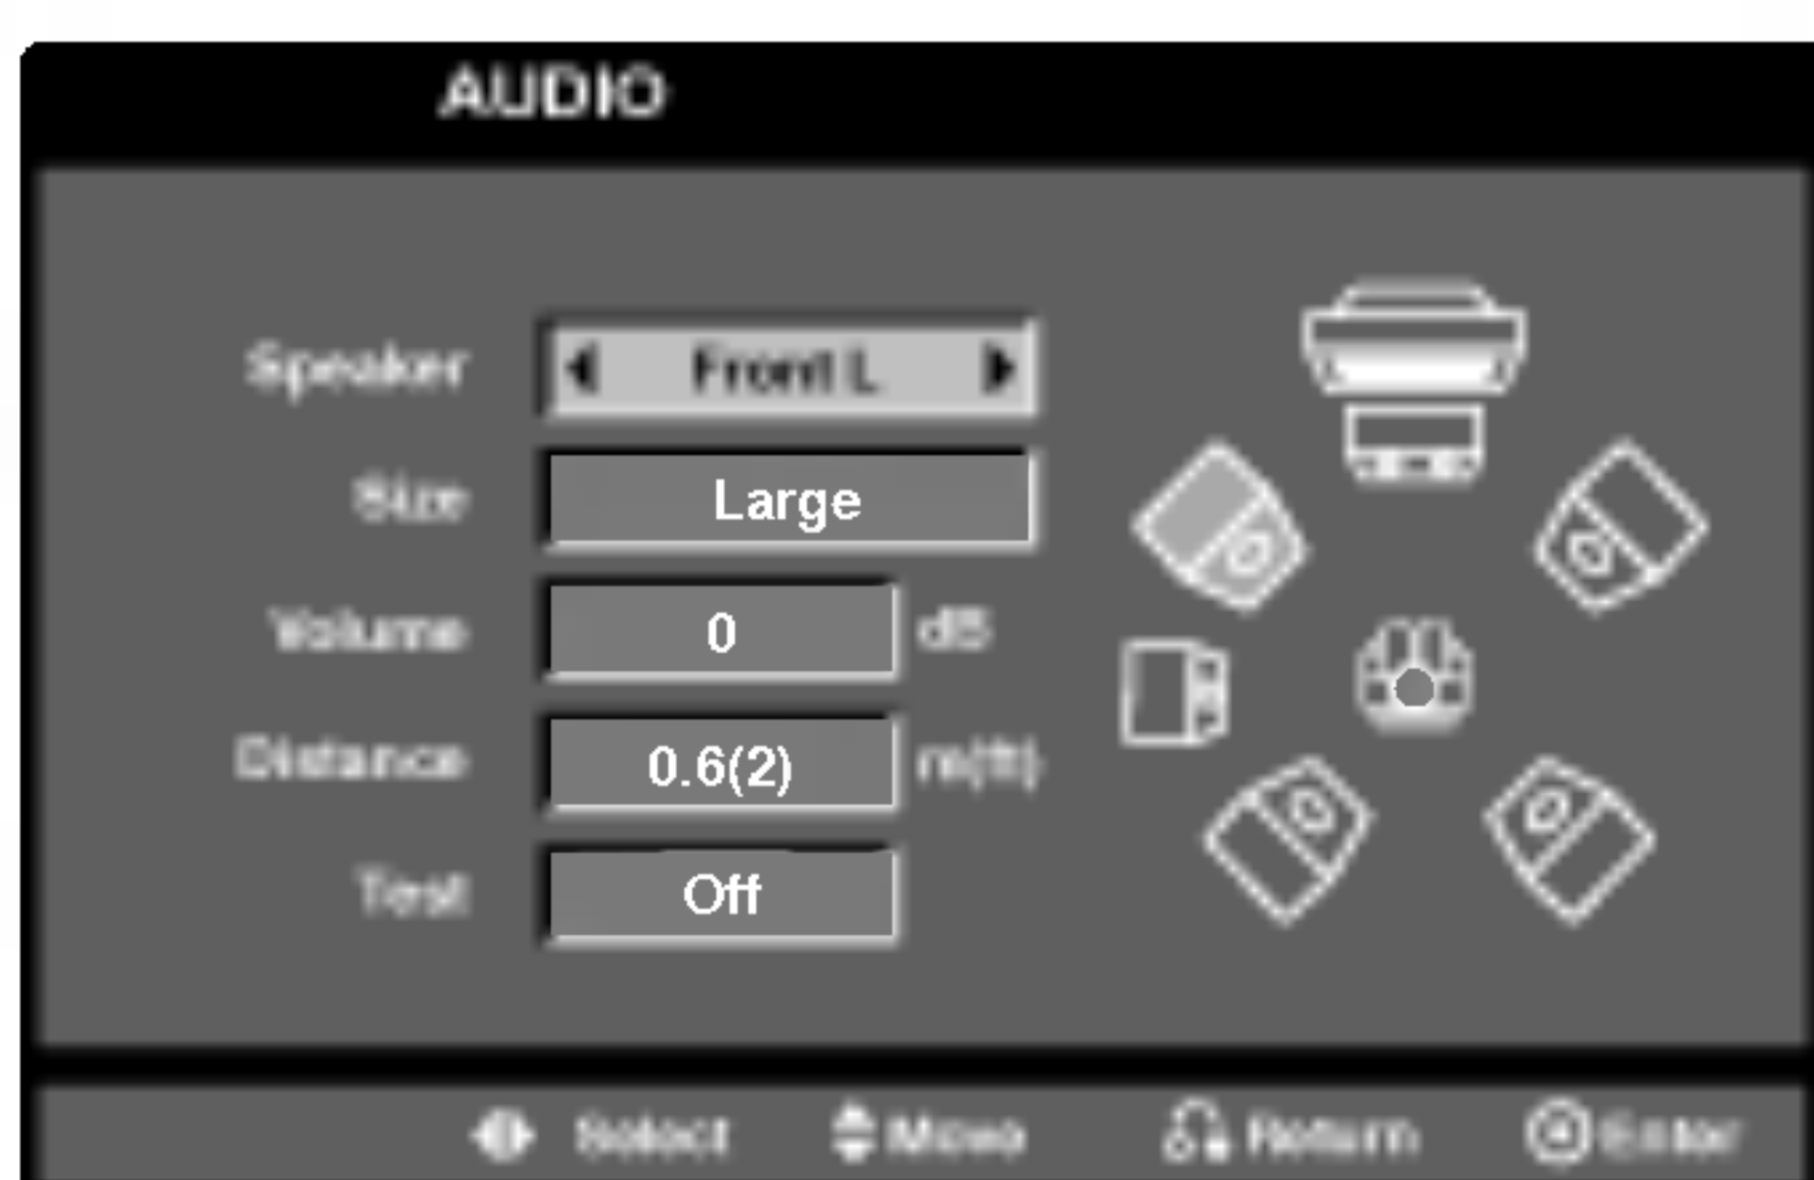 AUDIO
Speaker Front L
Size Large
Volume 0 dB
Distance 0.6(2) m(ft)
Test Off
Select Move Return Enter